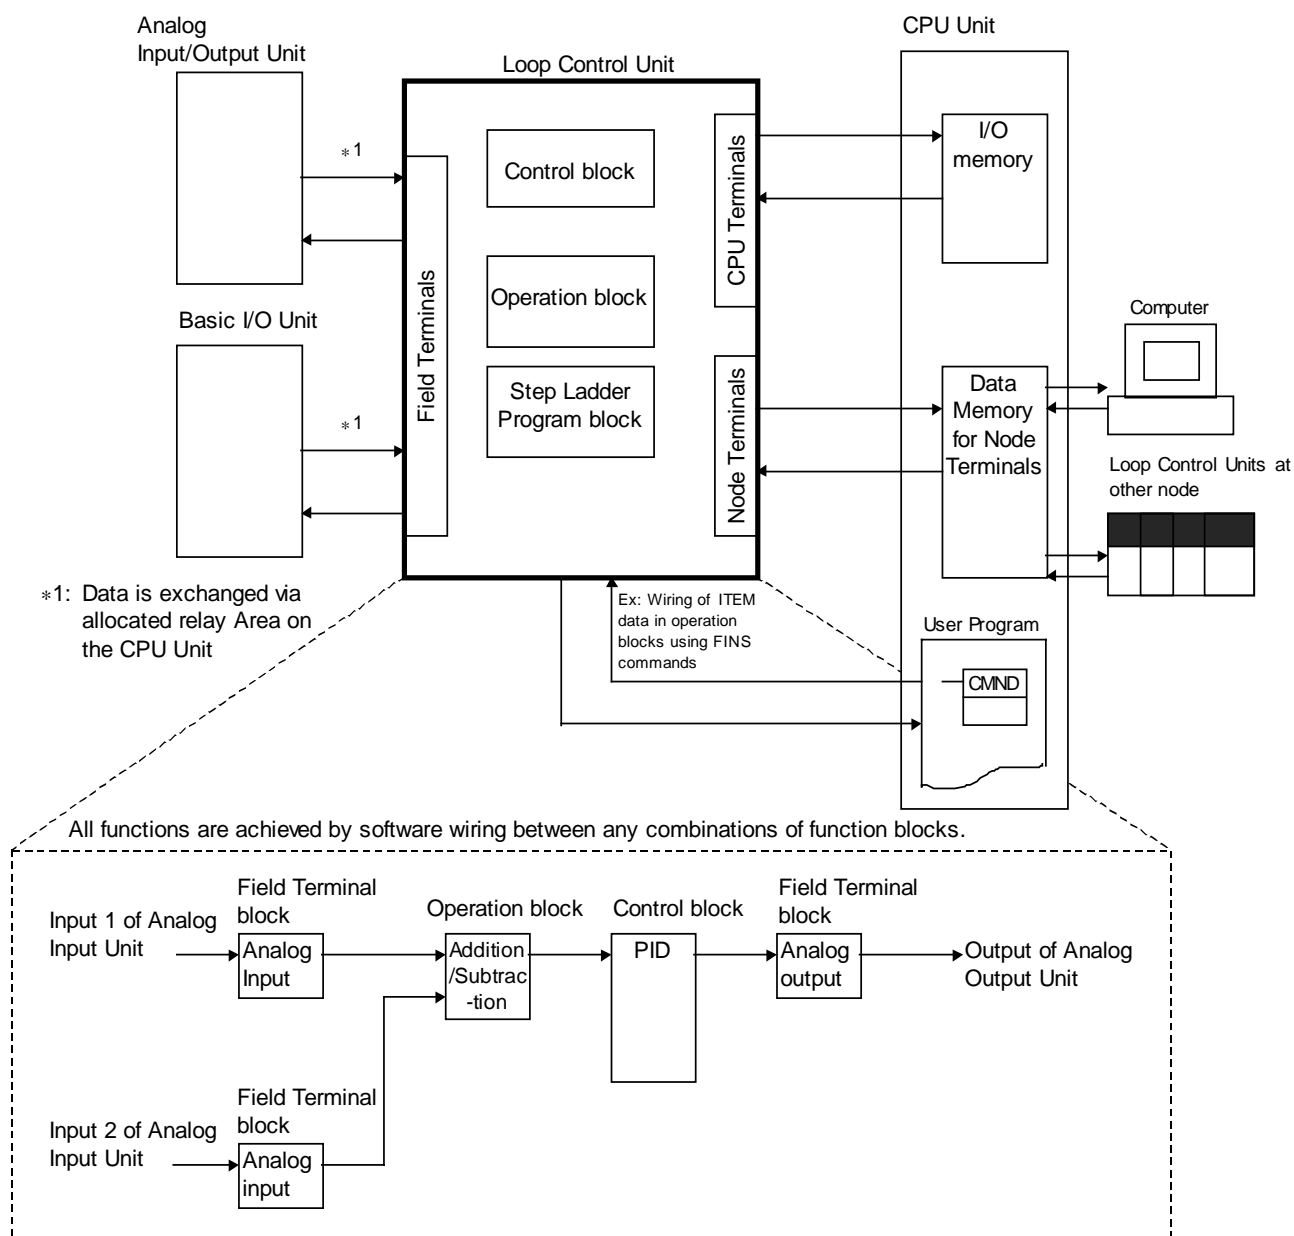 Analog
Input/Output Unit
CPU Unit
Loop Control Unit
*1
Control block
CPU Terminals
I/O
memory
Field Terminals
Operation block
Basic I/O Unit
Computer
Step Ladder
Program block
*1
Node Terminals
Data
Memory
for Node
Terminals
Loop Control Units at
other node
*1: Data is exchanged via
allocated relay Area on
the CPU Unit
Ex: Wiring of ITEM
data in operation
blocks using FINS
commands
User Program
CMND
All functions are achieved by software wiring between any combinations of function blocks.
Input 1 of Analog
Input Unit
Field Terminal
block
Analog
Input
Operation block
Addition
/Subtrac
-tion
Control block
PID
Field Terminal
block
Analog
output
Output of Analog
Output Unit
Input 2 of Analog
Input Unit
Field Terminal
block
Analog
input